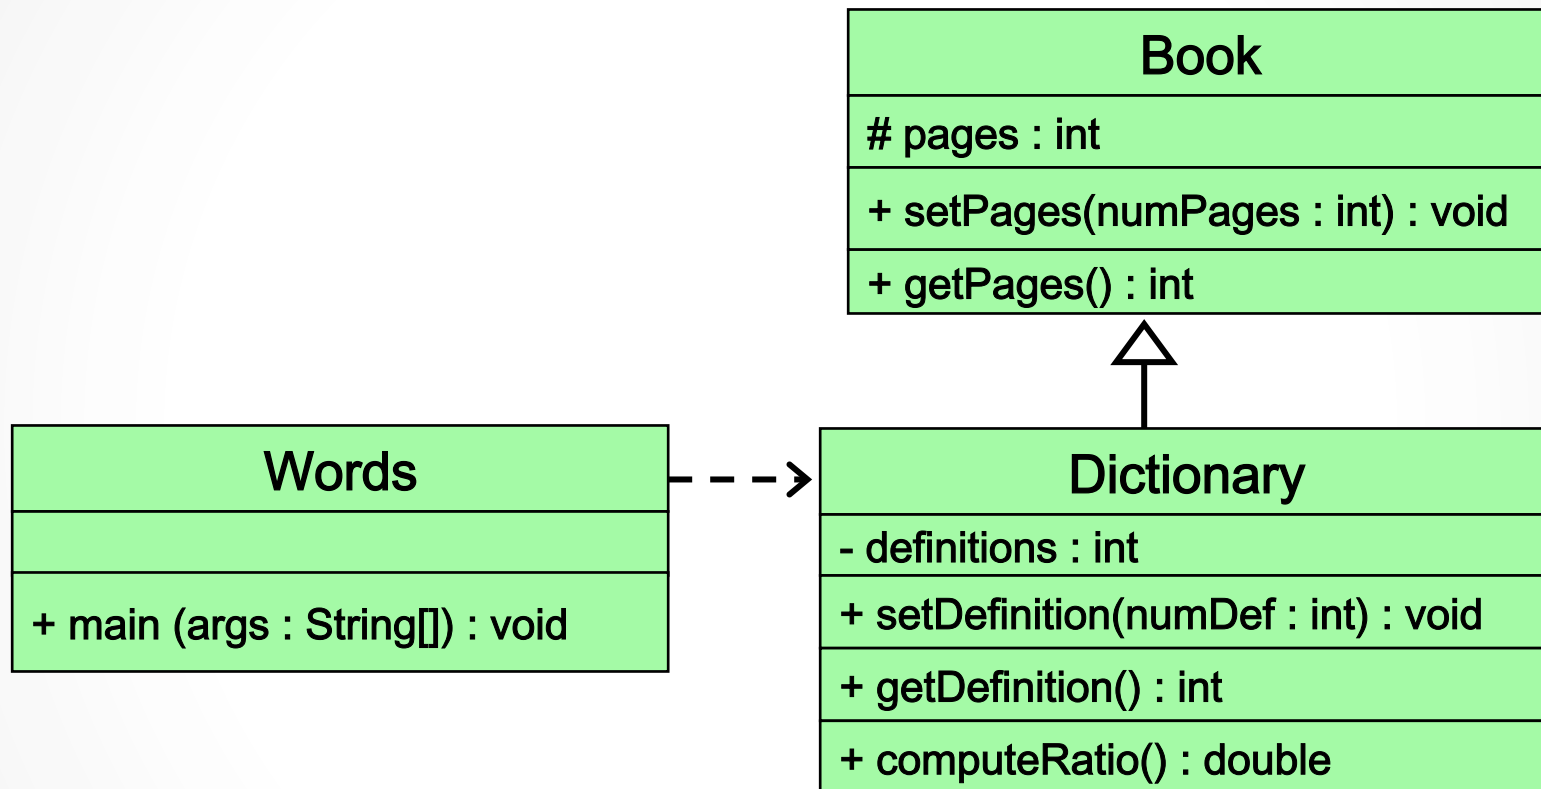 Book
# pages : int
+ setPages(numPages : int) : void
+ getPages() : int
Words
+ main (args : String[]) : void
Dictionary
- definitions : int
+ setDefinition(numDef : int) : void
+ getDefinition() : int
+ computeRatio() : double